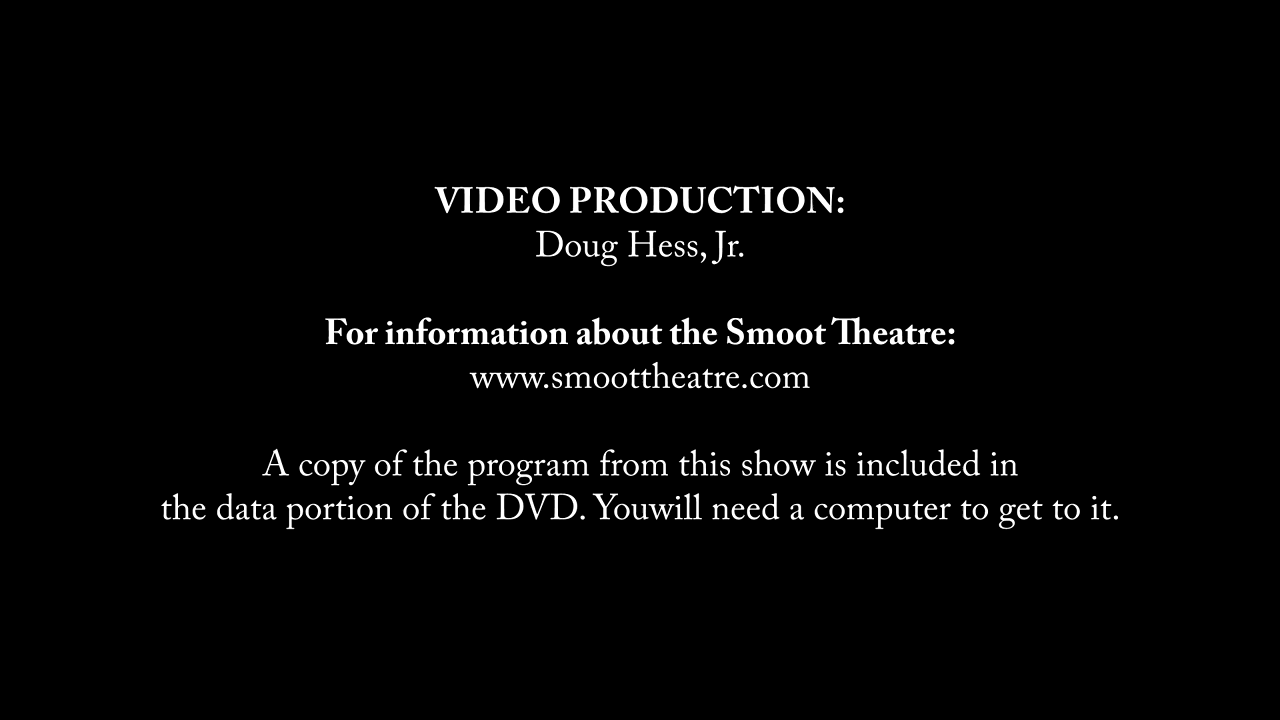 VIDEO PRODUCTION:
Doug Hess, Jr.
For information about the Smoot Theatre:
www.smoottheatre.com
A copy of the program from this show is included in
the data portion of the DVD. Youwill need a computer to get to it.